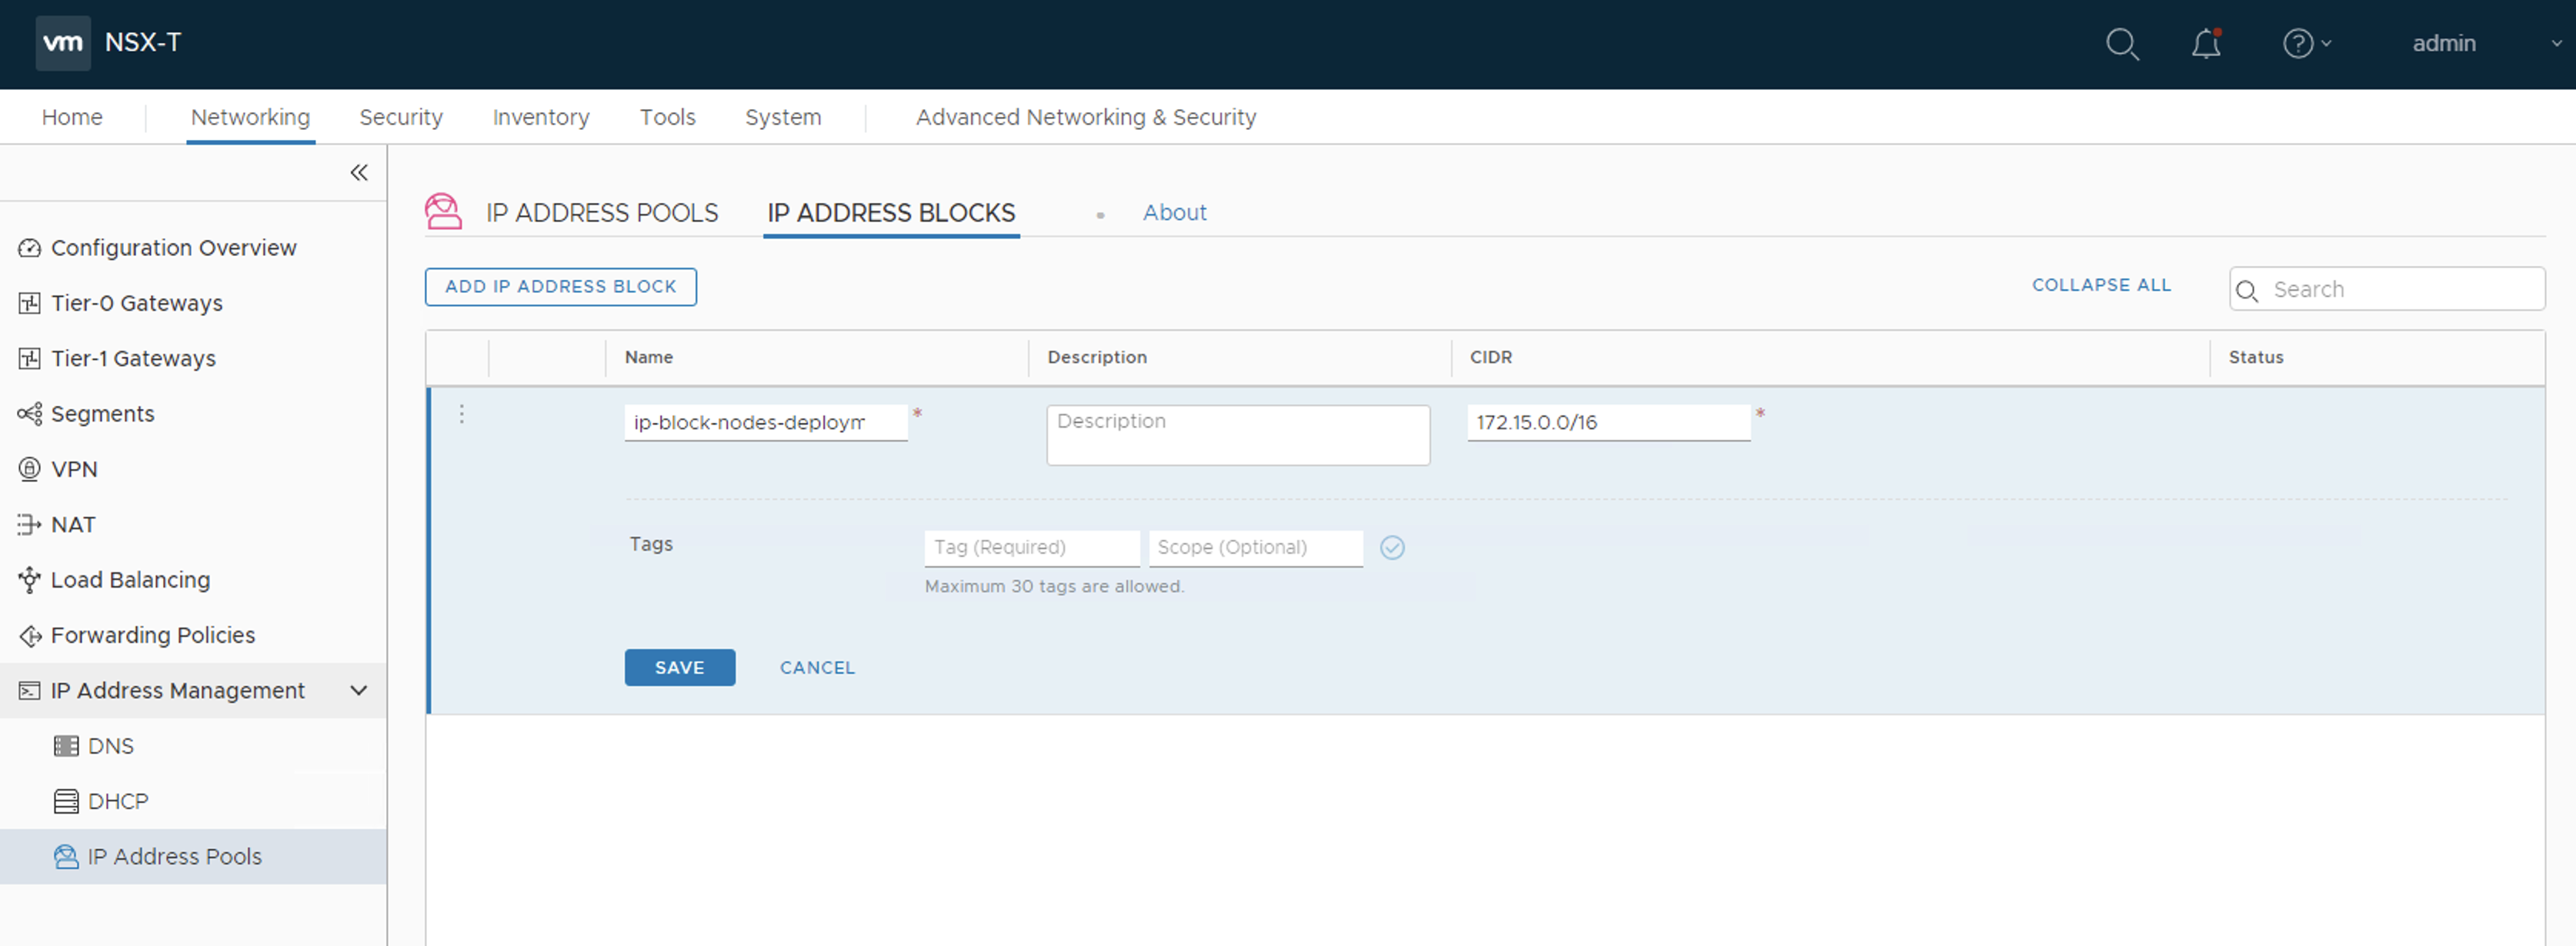 vm NSX-T admin
Home Networking Security Inventory Tools System Advanced Networking & Security
IP ADDRESS POOLS IP ADDRESS BLOCKS About
Configuration Overview
Tier-0 Gateways
Tier-1 Gateways
Segments
VPN
NAT
Load Balancing
Forwarding Policies
IP Address Management
DNS
DHCP
IP Address Pools
ADD IP ADDRESS BLOCK COLLAPSE ALL Search
Name Description CIDR Status
ip-block-nodes-deploym * Description 172.15.0.0/16 *
Tags Tag (Required) Scope (Optional)
Maximum 30 tags are allowed.
SAVE CANCEL